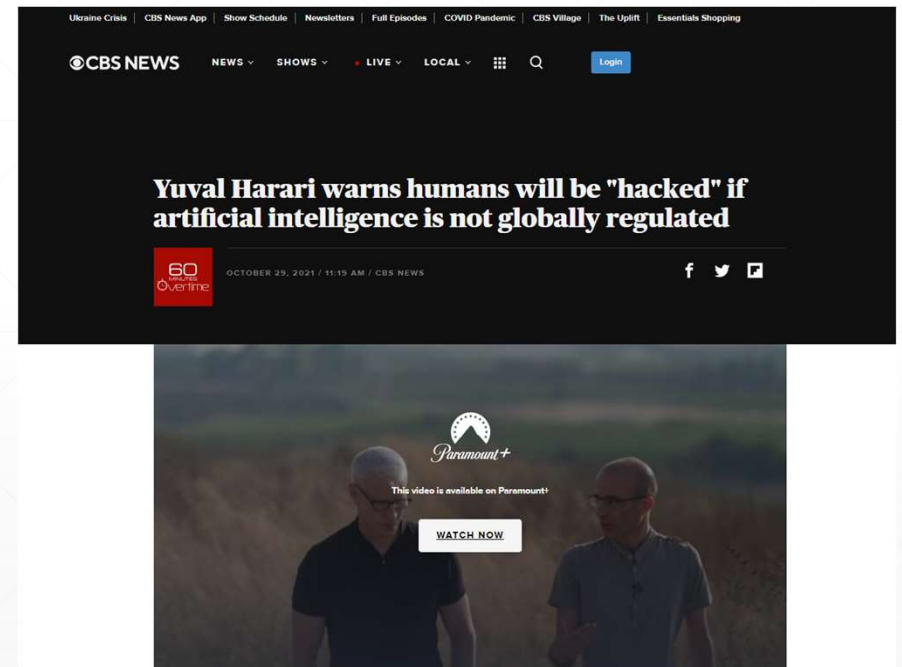 Ukraine Crisis | CBS News App | Show Schedule | Newsletters | Full Episodes | COVID Pandemic | CBS Village | The Uplift | Essentials Shopping
CBS NEWS NEWS SHOWS LIVE LOCAL Login
Yuval Harari warns humans will be "hacked" if
artificial intelligence is not globally regulated
60
MINUTES
Overtime
OCTOBER 29, 2021 / 11:15 AM / CBS NEWS
Paramount+
This video is available on Paramount+
WATCH NOW